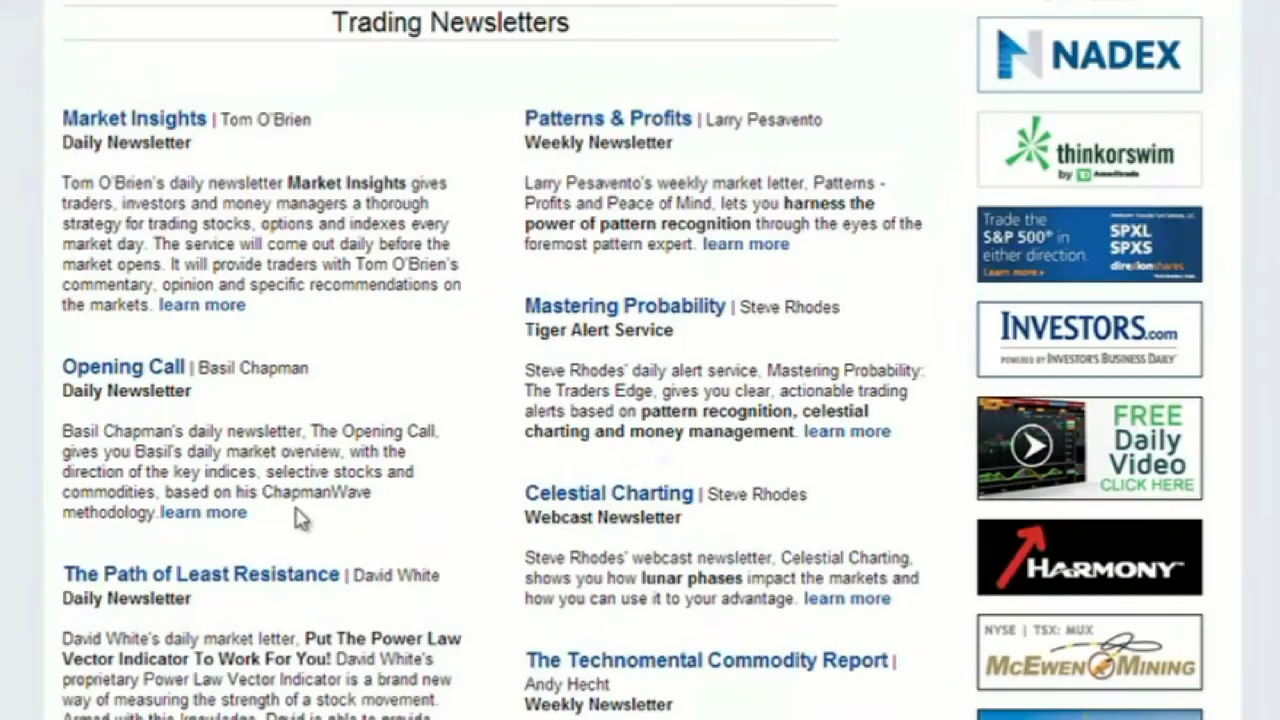 Trading Newsletters
Market Insights | Tom O'Brien
Daily Newsletter
Tom O'Brien's daily newsletter Market Insights gives
traders, investors and money managers a thorough
strategy for trading stocks, options and indexes every
market day. The service will come out daily before the
market opens. It will provide traders with Tom O'Brien's
commentary, opinion and specific recommendations on
the markets. learn more
Opening Call | Basil Chapman
Daily Newsletter
Basil Chapman's daily newsletter, The Opening Call,
gives you Basil's daily market overview, with the
direction of the key indices, selective stocks and
commodities, based on his ChapmanWave
methodology.learn more
The Path of Least Resistance | David White
Daily Newsletter
David White's daily market letter, Put The Power Law
Vector Indicator To Work For You! David White's
proprietary Power Law Vector Indicator is a brand new
way of measuring the strength of a stock movement.
Armed with this knowledge, David is able to provide
Patterns & Profits | Larry Pesavento
Weekly Newsletter
Larry Pesavento's weekly market letter, Patterns -
Profits and Peace of Mind, lets you harness the
power of pattern recognition through the eyes of the
foremost pattern expert. learn more
Mastering Probability | Steve Rhodes
Tiger Alert Service
Steve Rhodes' daily alert service, Mastering Probability:
The Traders Edge, gives you clear, actionable trading
alerts based on pattern recognition, celestial
charting and money management. learn more
Celestial Charting | Steve Rhodes
Webcast Newsletter
Steve Rhodes' webcast newsletter, Celestial Charting,
shows you how lunar phases impact the markets and
how you can use it to your advantage. learn more
The Technomental Commodity Report |
Andy Hecht
Weekly Newsletter
NADEX
thinkorswim
by TD Ameritrade
Trade the
S&P 500® in
either direction.
Learn more
SPXL
SPXS
direxionshares
INVESTORS.com
POWERED BY INVESTOR'S BUSINESS DAILY
FREE
Daily
Video
CLICK HERE
HARMONY™
NYSE | TSX: MUX
MCEWEN MINING